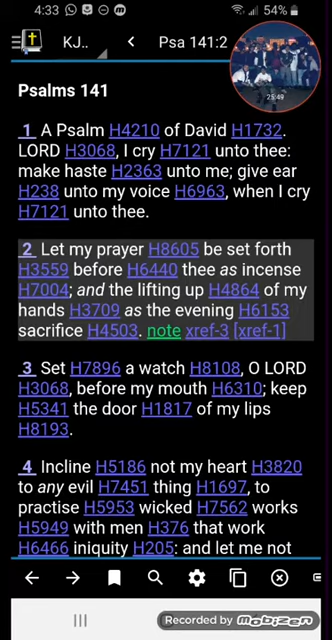 4:33
54%
KJ..
Psa 141:2
25:49
Psalms 141
1 A Psalm H4210 of David H1732.
LORD H3068, I cry H7121 unto thee:
make haste H2363 unto me; give ear
H238 unto my voice H6963, when I cry
H7121 unto thee.
2 Let my prayer H8605 be set forth
H3559 before H6440 thee as incense
H7004; and the lifting up H4864 of my
hands H3709 as the evening H6153
sacrifice H4503. note xref-3 [xref-1]
3 Set H7896 a watch H8108, O LORD
H3068, before my mouth H6310; keep
H5341 the door H1817 of my lips
H8193.
4 Incline H5186 not my heart H3820
to any evil H7451 thing H1697, to
practise H5953 wicked H7562 works
H5949 with men H376 that work
H6466 iniquity H205: and let me not
Recorded by MOBIZEN